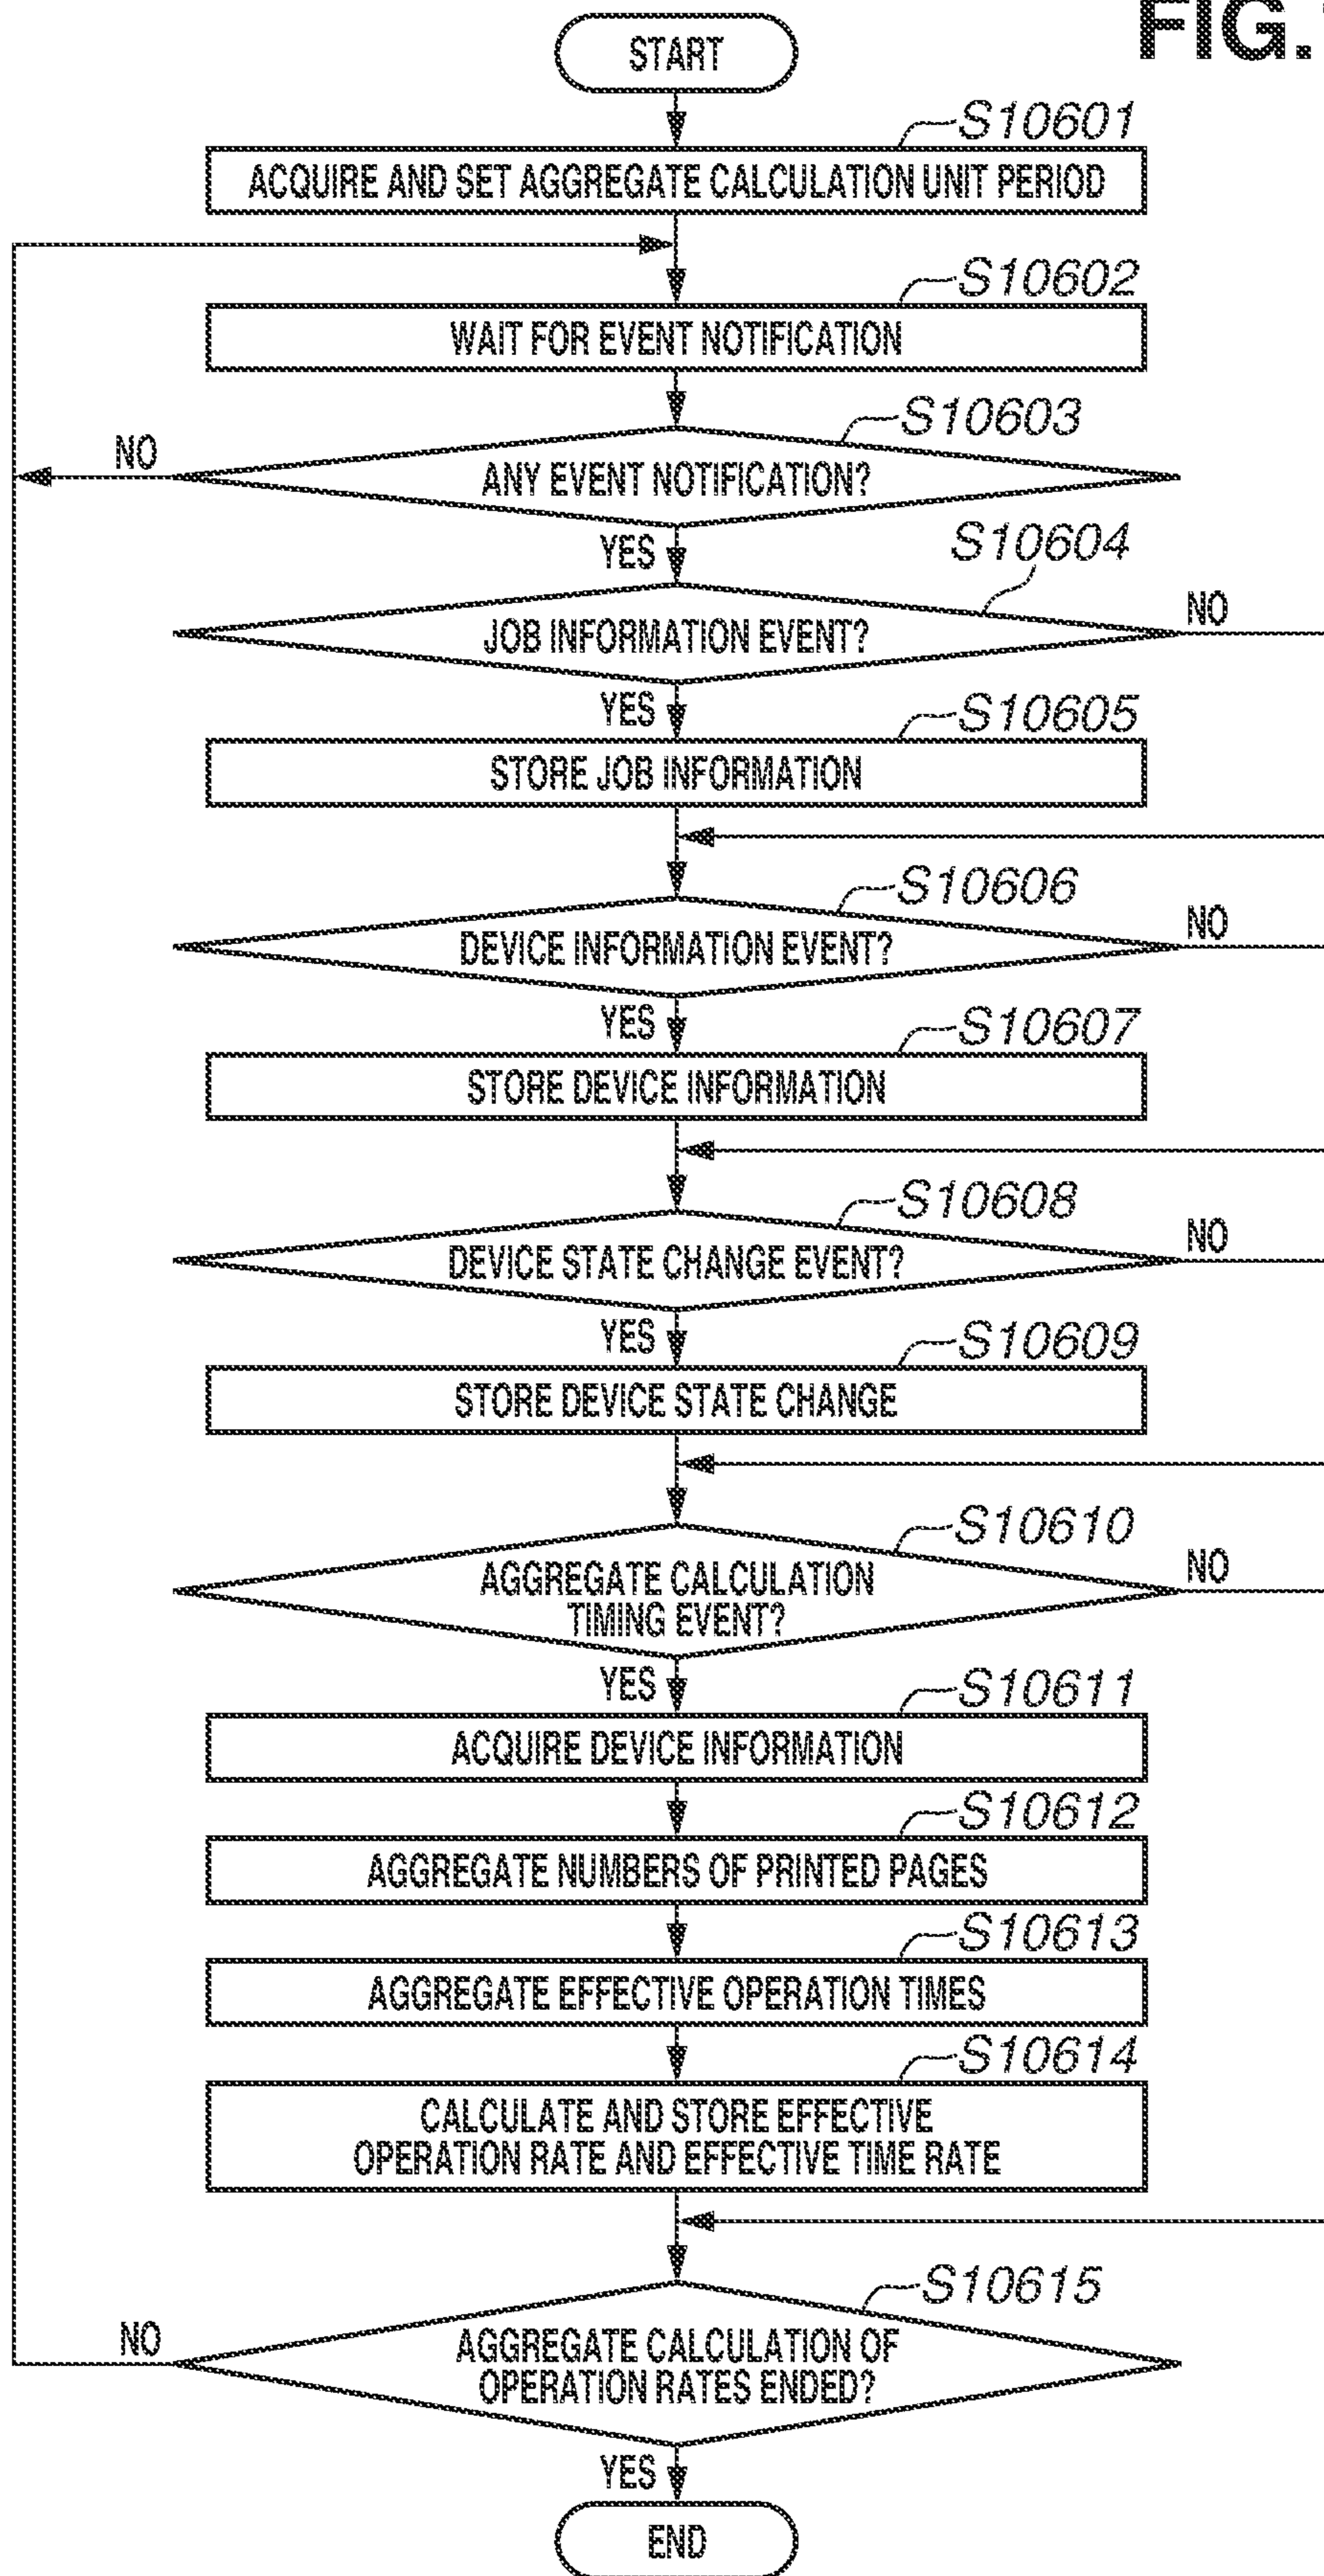 FIG.
START
S10601
ACQUIRE AND SET AGGREGATE CALCULATION UNIT PERIOD
S10602
WAIT FOR EVENT NOTIFICATION
S10603
NO
ANY EVENT NOTIFICATION?
YES
S10604
NO
JOB INFORMATION EVENT?
YES
S10605
STORE JOB INFORMATION
S10606
NO
DEVICE INFORMATION EVENT?
YES
S10607
STORE DEVICE INFORMATION
S10608
NO
DEVICE STATE CHANGE EVENT?
YES
S10609
STORE DEVICE STATE CHANGE
S10610
NO
AGGREGATE CALCULATION
TIMING EVENT?
YES
S10611
ACQUIRE DEVICE INFORMATION
S10612
AGGREGATE NUMBERS OF PRINTED PAGES
S10613
AGGREGATE EFFECTIVE OPERATION TIMES
S10614
CALCULATE AND STORE EFFECTIVE
OPERATION RATE AND EFFECTIVE TIME RATE
S10615
NO
AGGREGATE CALCULATION OF
OPERATION RATES ENDED?
YES
END